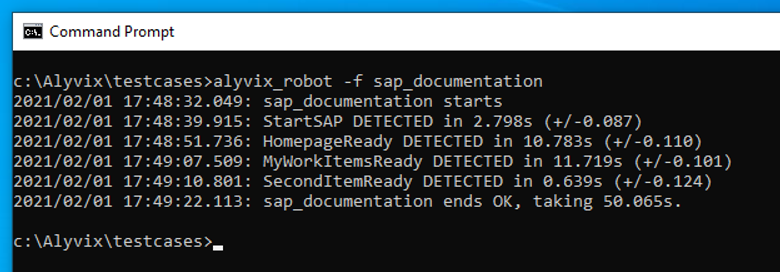 Command Prompt
c:\Alyvix\testcases>alyvix_robot -f sap_documentation
2021/02/01 17:48:32.049: sap_documentation starts
2021/02/01 17:48:39.915: StartSAP DETECTED in 2.798s (+/-0.087)
2021/02/01 17:48:51.736: HomepageReady DETECTED in 10.783s (+/-0.110)
2021/02/01 17:49:07.509: MyWorkItemsReady DETECTED in 11.719s (+/-0.101)
2021/02/01 17:49:10.801: SecondItemReady DETECTED in 0.639s (+/-0.124)
2021/02/01 17:49:22.113: sap_documentation ends OK, taking 50.065s.
c:\Alyvix\testcases>